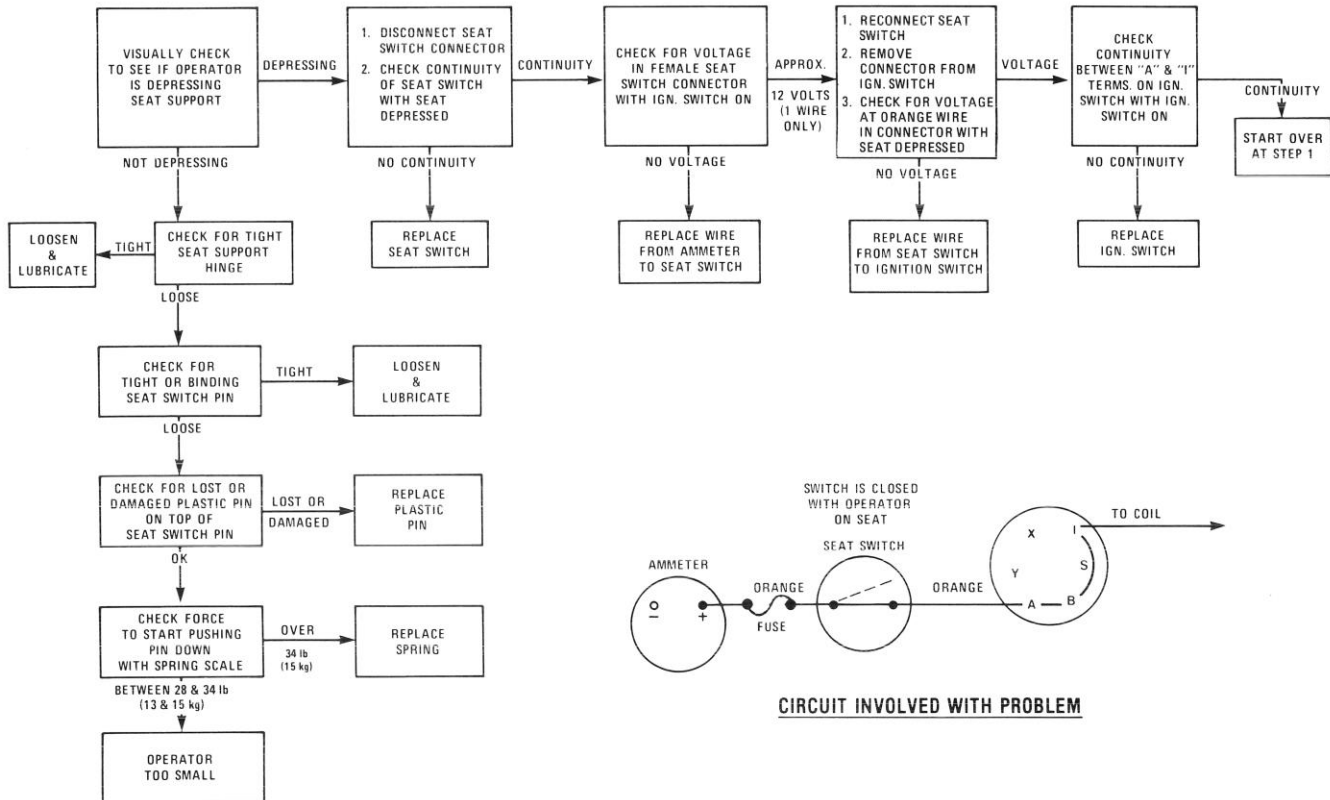 VISUALLY CHECK
TO SEE IF OPERATOR
IS DEPRESSING
SEAT SUPPORT
DEPRESSING
1. DISCONNECT SEAT
SWITCH CONNECTOR
2. CHECK CONTINUITY
OF SEAT SWITCH
WITH SEAT
DEPRESSED
CONTINUITY
CHECK FOR VOLTAGE
IN FEMALE SEAT
SWITCH CONNECTOR
WITH IGN. SWITCH ON
APPROX.
12 VOLTS
(1 WIRE
ONLY)
1. RECONNECT SEAT
SWITCH
2. REMOVE
CONNECTOR FROM
IGN. SWITCH
3. CHECK FOR VOLTAGE
AT ORANGE WIRE
IN CONNECTOR WITH
SEAT DEPRESSED
VOLTAGE
CHECK
CONTINUITY
BETWEEN "A" & "I"
TERMS. ON IGN.
SWITCH WITH IGN.
SWITCH ON
CONTINUITY
START OVER
AT STEP 1
NOT DEPRESSING
NO CONTINUITY
NO VOLTAGE
NO VOLTAGE
NO CONTINUITY
LOOSEN
&
LUBRICATE
TIGHT
CHECK FOR TIGHT
SEAT SUPPORT
HINGE
REPLACE
SEAT SWITCH
REPLACE WIRE
FROM AMMETER
TO SEAT SWITCH
REPLACE WIRE
FROM SEAT SWITCH
TO IGNITION SWITCH
REPLACE
IGN. SWITCH
LOOSE
CHECK FOR
TIGHT OR BINDING
SEAT SWITCH PIN
TIGHT
LOOSEN
&
LUBRICATE
LOOSE
CHECK FOR LOST OR
DAMAGED PLASTIC PIN
ON TOP OF
SEAT SWITCH PIN
LOST OR
DAMAGED
REPLACE
PLASTIC
PIN
OK
CHECK FORCE
TO START PUSHING
PIN DOWN
WITH SPRING SCALE
OVER
34 lb
(15 kg)
REPLACE
SPRING
BETWEEN 28 & 34 lb
(13 & 15 kg)
OPERATOR
TOO SMALL
SWITCH IS CLOSED
WITH OPERATOR
ON SEAT
SEAT SWITCH
AMMETER
− +
ORANGE
FUSE
ORANGE
X I
Y S
A B
TO COIL
CIRCUIT INVOLVED WITH PROBLEM